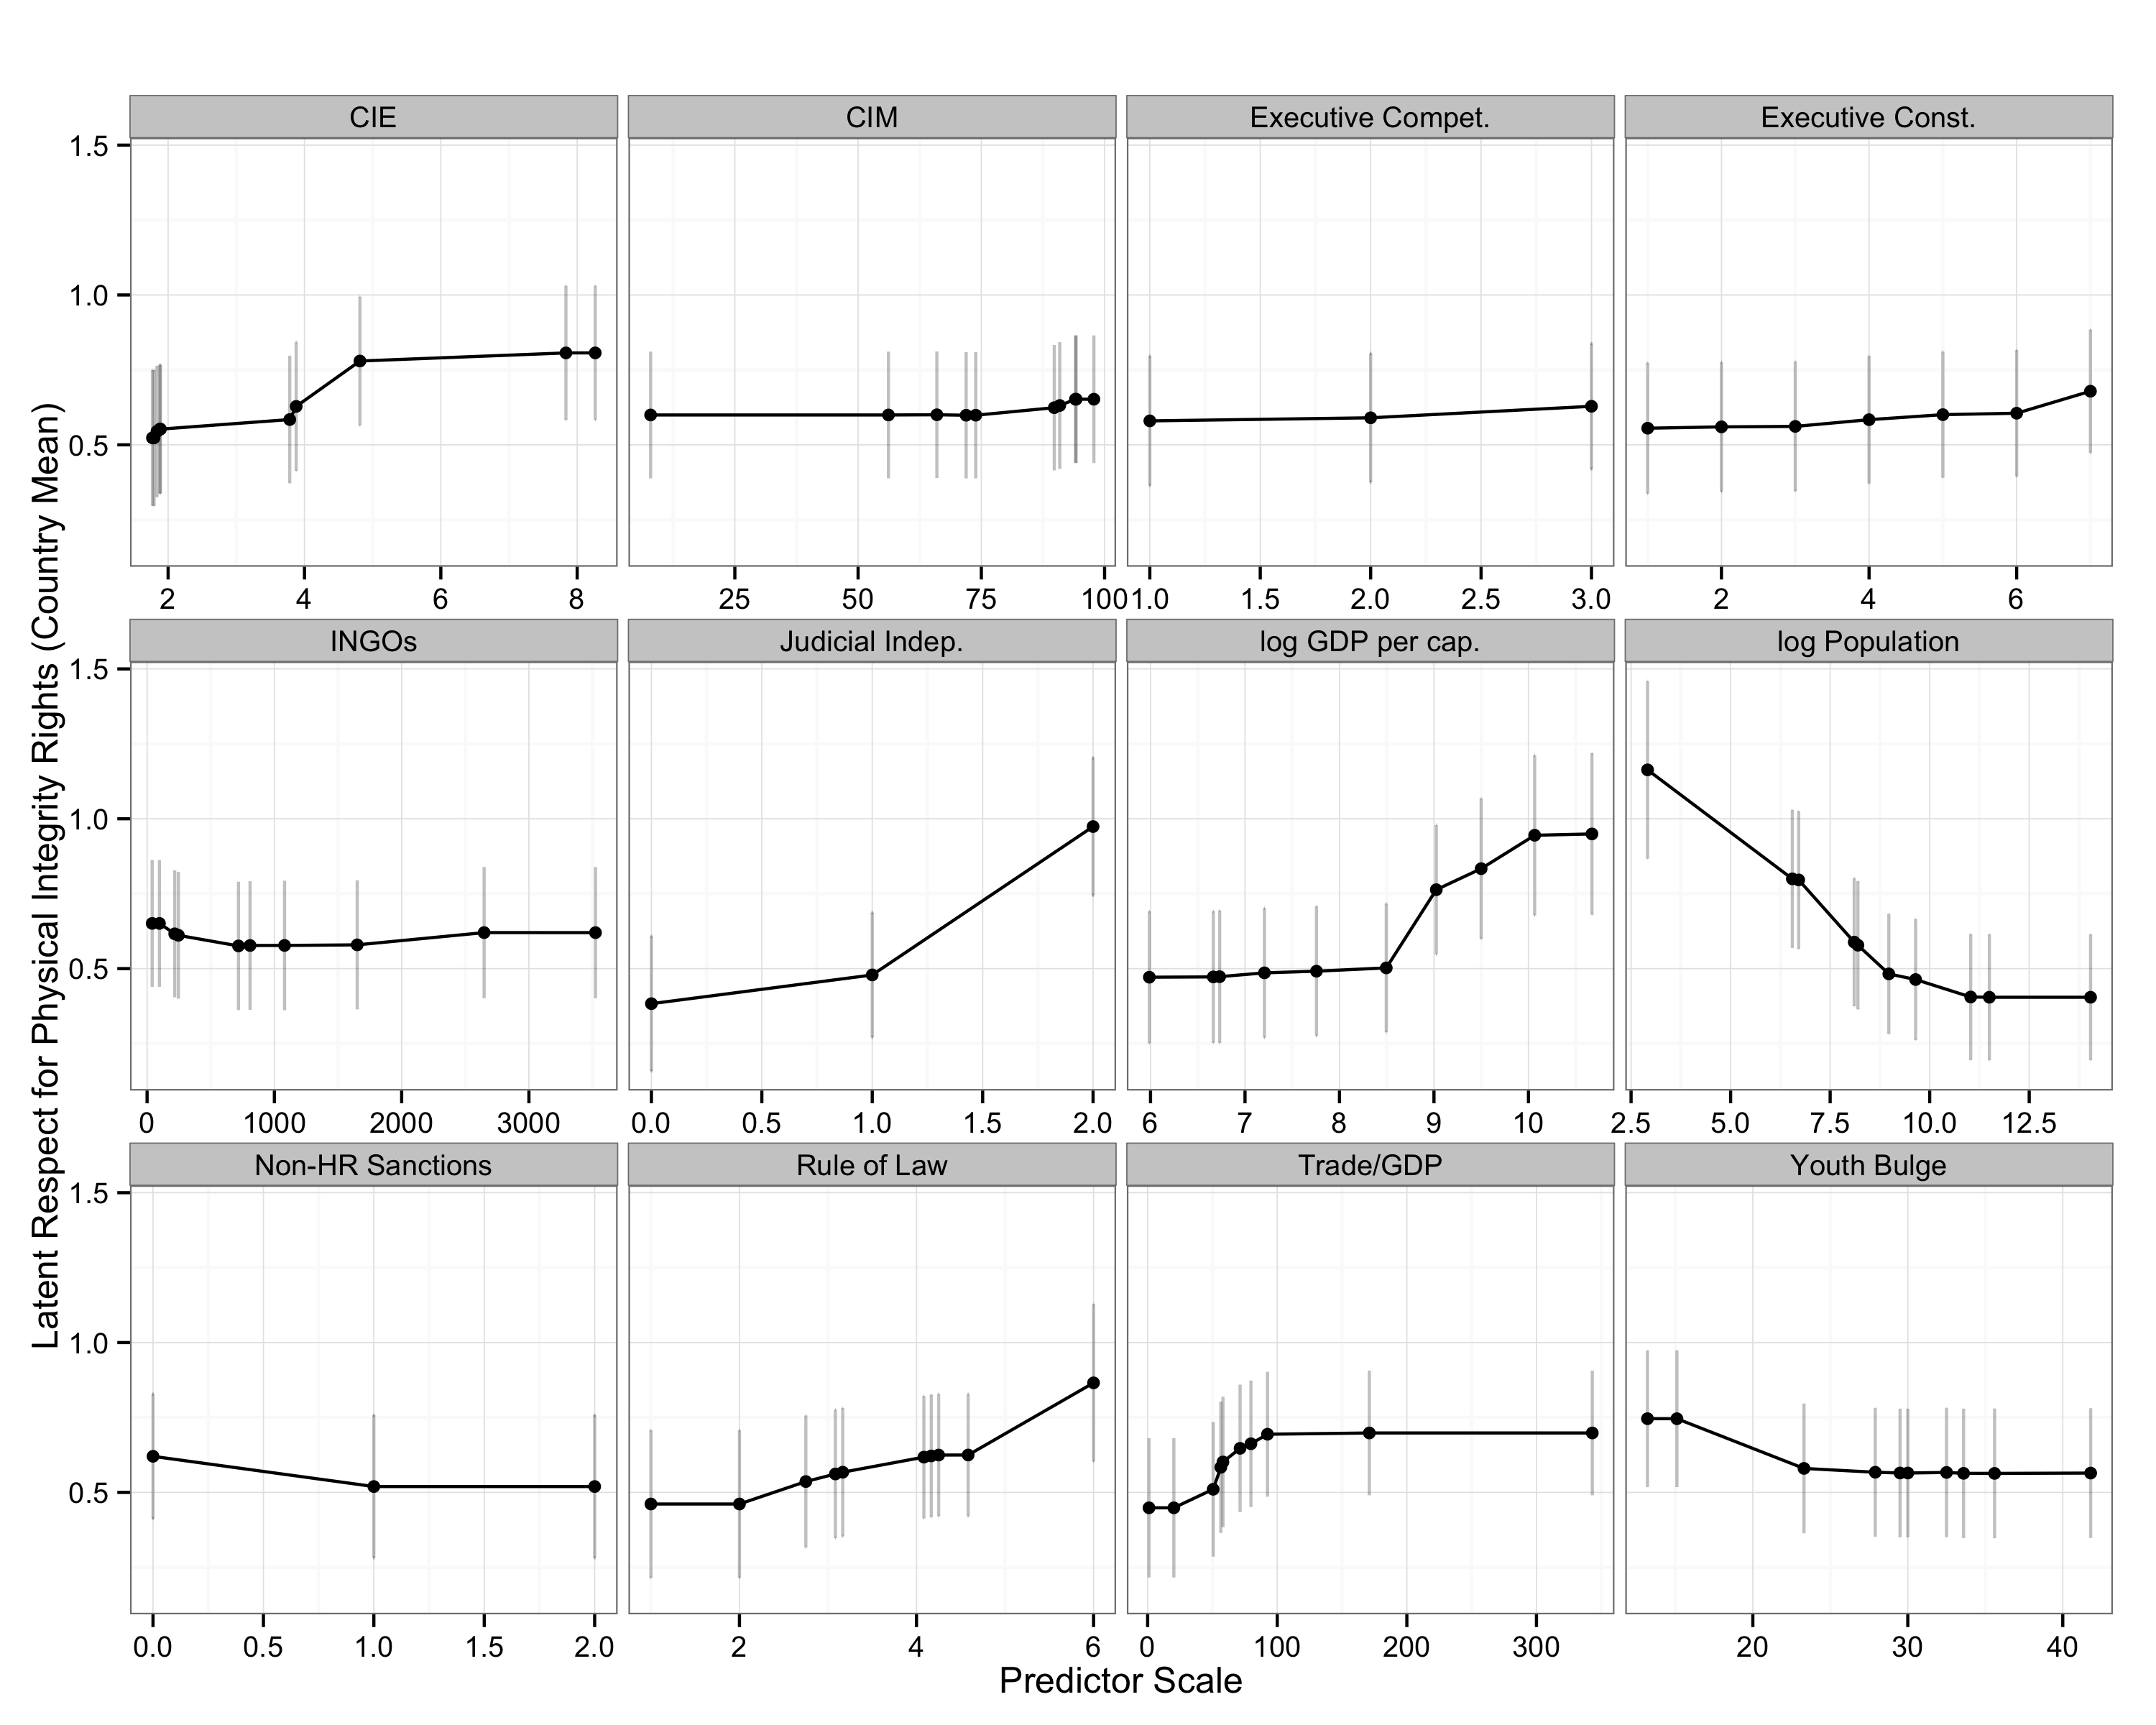 Latent Respect for Physical Integrity Rights (Country Mean)
CIE CIM Executive Compet. Executive Const.
1.5
1.0
0.5
2 4 6 8 25 50 75 100 1.0 1.5 2.0 2.5 3.0 2 4 6
INGOs Judicial Indep. log GDP per cap. log Population
1.5
1.0
0.5
0 1000 2000 3000 0.0 0.5 1.0 1.5 2.0 6 7 8 9 10 2.5 5.0 7.5 10.0 12.5
Non-HR Sanctions Rule of Law Trade/GDP Youth Bulge
1.5
1.0
0.5
0.0 0.5 1.0 1.5 2.0 2 4 6 0 100 200 300 20 30 40
Predictor Scale